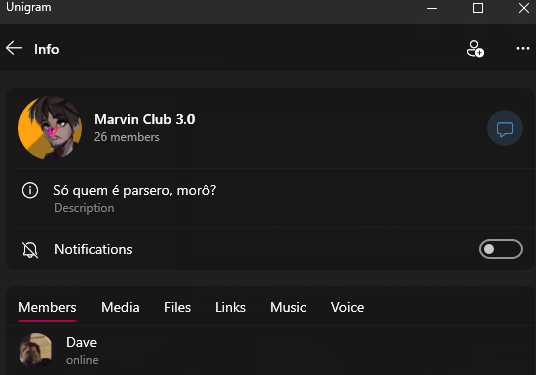 Unigram
Info
Marvin Club 3.0
26 members
Só quem é parsero, morô?
Description
Notifications
Members Media Files Links Music Voice
Dave
online